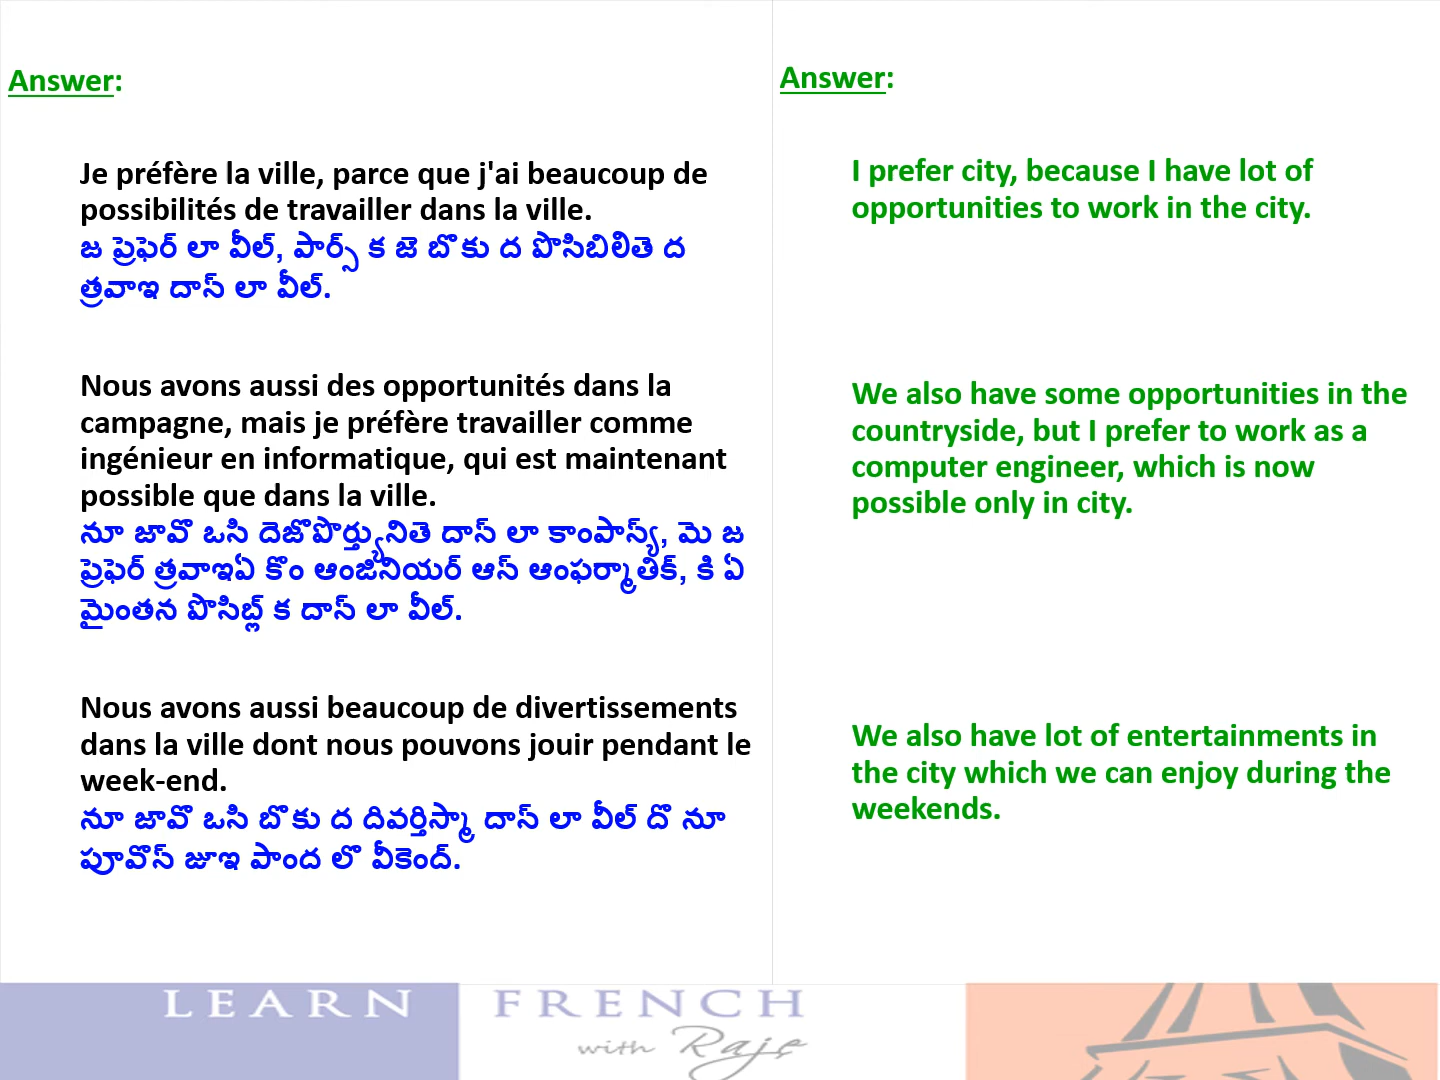 Answer:
Je préfère la ville, parce que j'ai beaucoup de
possibilités de travailler dans la ville.
జ ప్రెఫెర్ లా వీల్, పార్స్ క జె బొకు ద పొసిబిలితె ద
త్రవాఇ దాస్ లా వీల్.
Nous avons aussi des opportunités dans la
campagne, mais je préfère travailler comme
ingénieur en informatique, qui est maintenant
possible que dans la ville.
నూ జావొ ఒసి దెజొపొర్త్యునితె దాస్ లా కాంపాస్య్, మె జ
ప్రెఫెర్ త్రవాఇఏ కొం ఆంజినియర్ ఆస్ ఆంఫర్మాతిక్, కి ఏ
మైంతన పొసిబ్ల్ క దాస్ లా వీల్.
Nous avons aussi beaucoup de divertissements
dans la ville dont nous pouvons jouir pendant le
week-end.
నూ జావొ ఒసి బొకు ద దివర్తిస్మా దాస్ లా వీల్ దొ నూ
పూవొస్ జూఇ పాంద లొ వీకెంద్.
Answer:
I prefer city, because I have lot of
opportunities to work in the city.
We also have some opportunities in the
countryside, but I prefer to work as a
computer engineer, which is now
possible only in city.
We also have lot of entertainments in
the city which we can enjoy during the
weekends.
LEARN FRENCH
with Raje